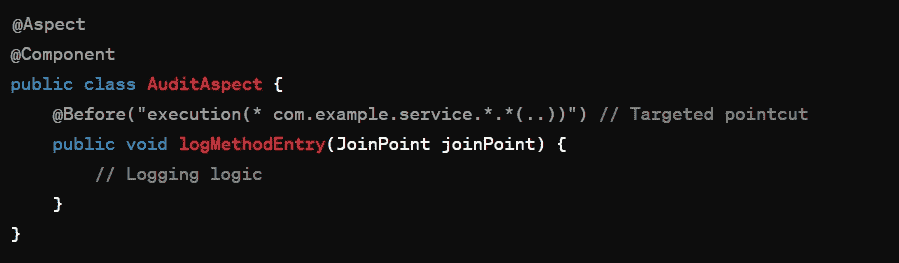 @Aspect
@Component
public class AuditAspect {
@Before("execution(* com.example.service.*.*(..))") // Targeted pointcut
public void logMethodEntry(JoinPoint joinPoint) {
// Logging logic
}
}